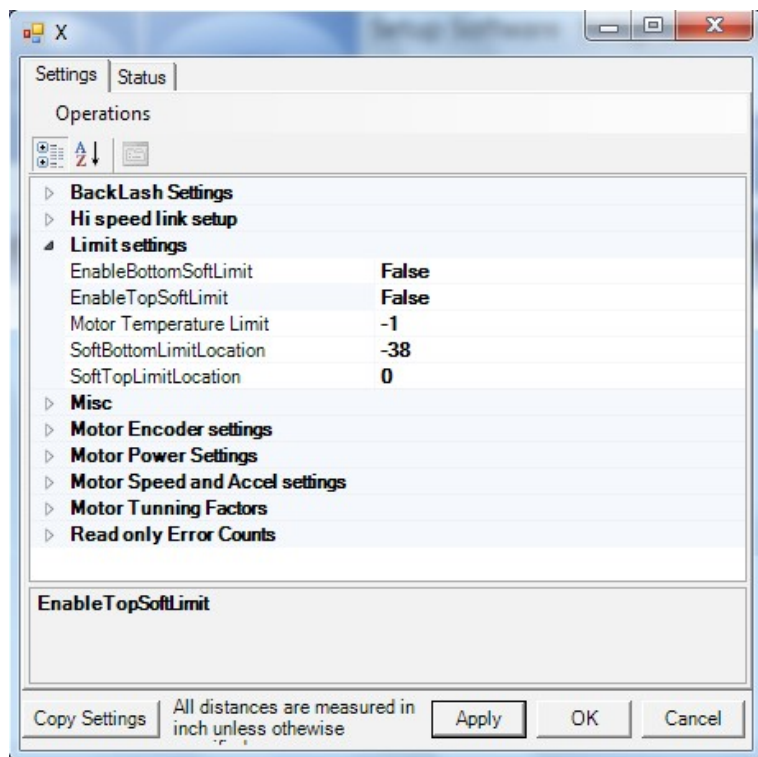 X
Setup Software
Settings Status
Operations
BackLash Settings
Hi speed link setup
Limit settings
EnableBottomSoftLimit False
EnableTopSoftLimit False
Motor Temperature Limit -1
SoftBottomLimitLocation -38
SoftTopLimitLocation 0
Misc
Motor Encoder settings
Motor Power Settings
Motor Speed and Accel settings
Motor Tunning Factors
Read only Error Counts
EnableTopSoftLimit
Copy Settings
All distances are measured in
inch unless othewise
Apply OK Cancel